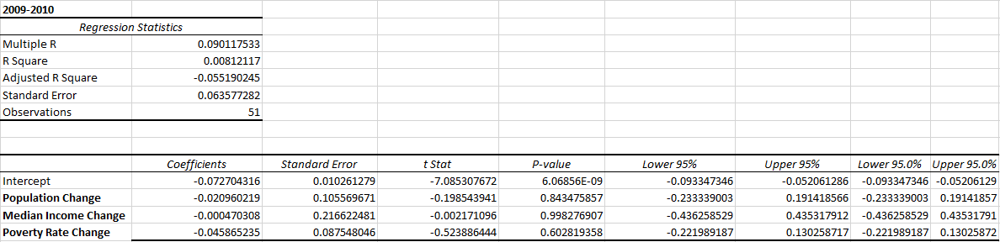 2009-2010
Regression Statistics
Multiple R 0.090117533
R Square 0.00812117
Adjusted R Square -0.055190245
Standard Error 0.063577282
Observations 51
Coefficients Standard Error t Stat P-value Lower 95% Upper 95% Lower 95.0% Upper 95.0%
Intercept -0.072704316 0.010261279 -7.085307672 6.06856E-09 -0.093347346 -0.052061286 -0.093347346 -0.05206129
Population Change -0.020960219 0.105569671 -0.198543941 0.843475857 -0.233339003 0.191418566 -0.233339003 0.19141857
Median Income Change -0.000470308 0.216622481 -0.002171096 0.998276907 -0.436258529 0.435317912 -0.436258529 0.43531791
Poverty Rate Change -0.045865235 0.087548046 -0.523886444 0.602819358 -0.221989187 0.130258717 -0.221989187 0.13025872